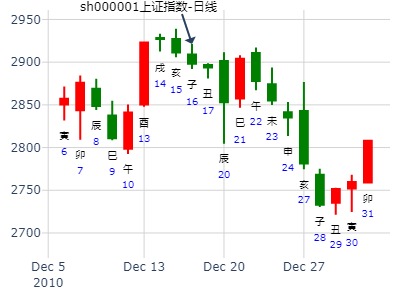 sh000001上证指数-日线
2950
2900
2850
2800
2750
2700
寅
6
卯
7
辰
8
巳
9
午
10
酉
13
戌
14
亥
15
子
16
丑
17
辰
20
巳
21
午
22
未
23
申
24
亥
27
子
28
丑
29
寅
30
卯
31
Dec 5
2010
Dec 13
Dec 20
Dec 27